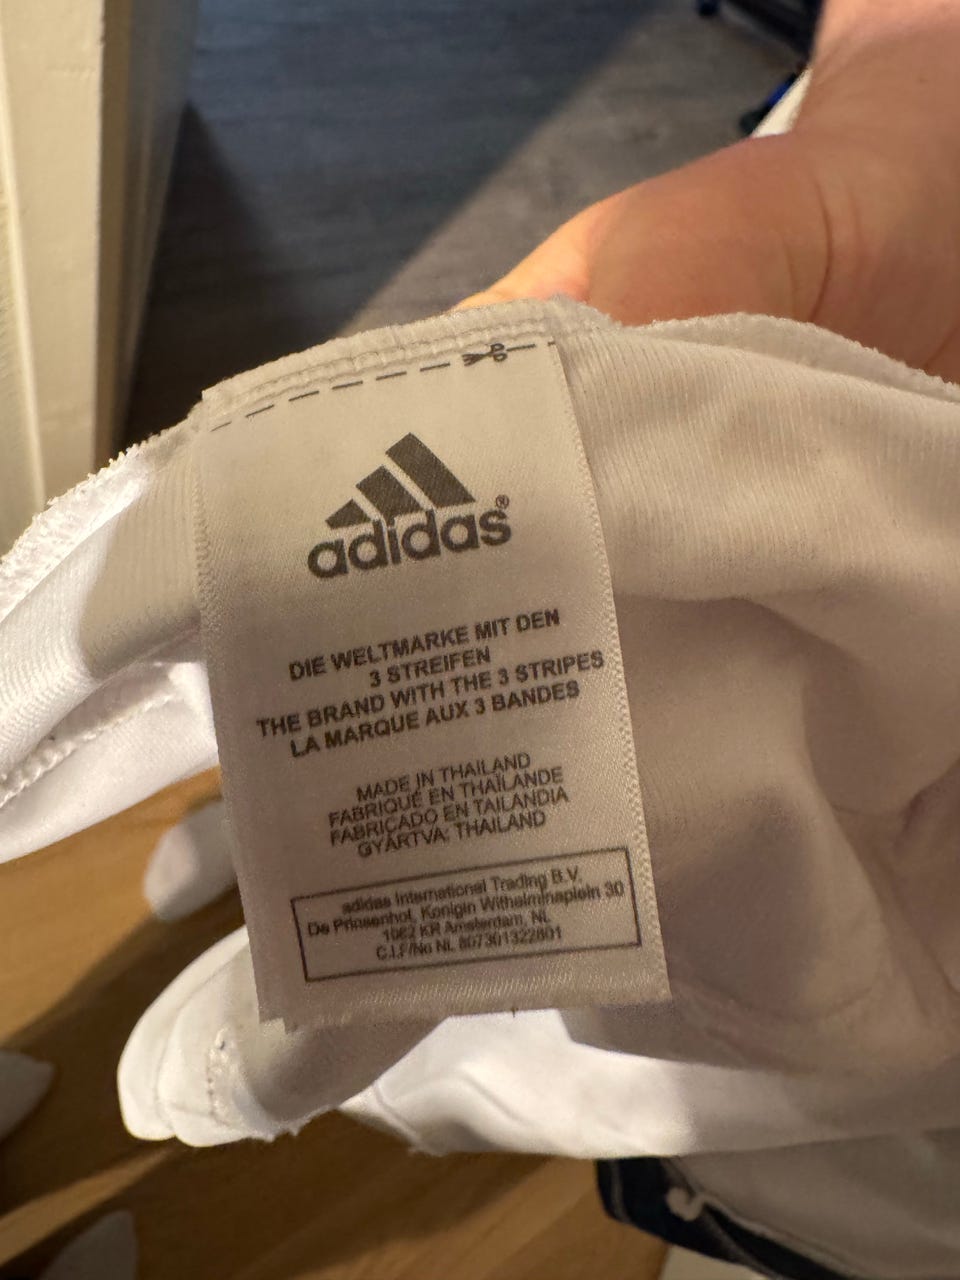 adidas®
DIE WELTMARKE MIT DEN
3 STREIFEN
THE BRAND WITH THE 3 STRIPES
LA MARQUE AUX 3 BANDES
MADE IN THAILAND
FABRIQUÉ EN THAÏLANDE
FABRICADO EN TAILANDIA
GYÁRTVA: THAILAND
adidas International Trading B.V.
De Prinsenhof, Konigin Wilhelminaplein 30
1062 KR Amsterdam, NL
C.I.F/No NL 807301322B01